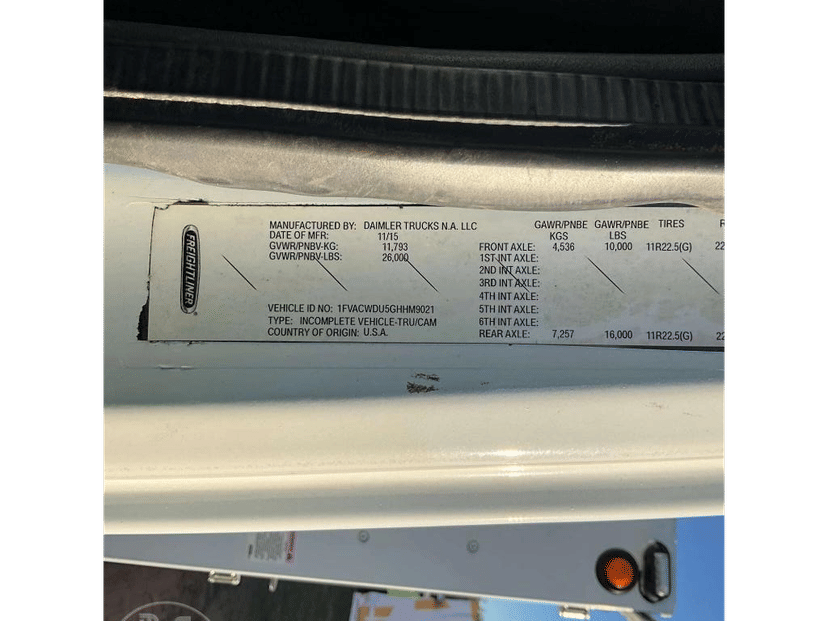 FREIGHTLINER
MANUFACTURED BY: DAIMLER TRUCKS N.A. LLC
DATE OF MFR: 11/15
GVWR/PNBV-KG: 11,793
GVWR/PNBV-LBS: 26,000
VEHICLE ID NO: 1FVACWDU5GHHM9021
TYPE: INCOMPLETE VEHICLE-TRU/CAM
COUNTRY OF ORIGIN: U.S.A.
GAWR/PNBE GAWR/PNBE TIRES R
KGS LBS
FRONT AXLE: 4,536 10,000 11R22.5(G) 22
1ST INT AXLE:
2ND INT AXLE:
3RD INT AXLE:
4TH INT AXLE:
5TH INT AXLE:
6TH INT AXLE:
REAR AXLE: 7,257 16,000 11R22.5(G) 22